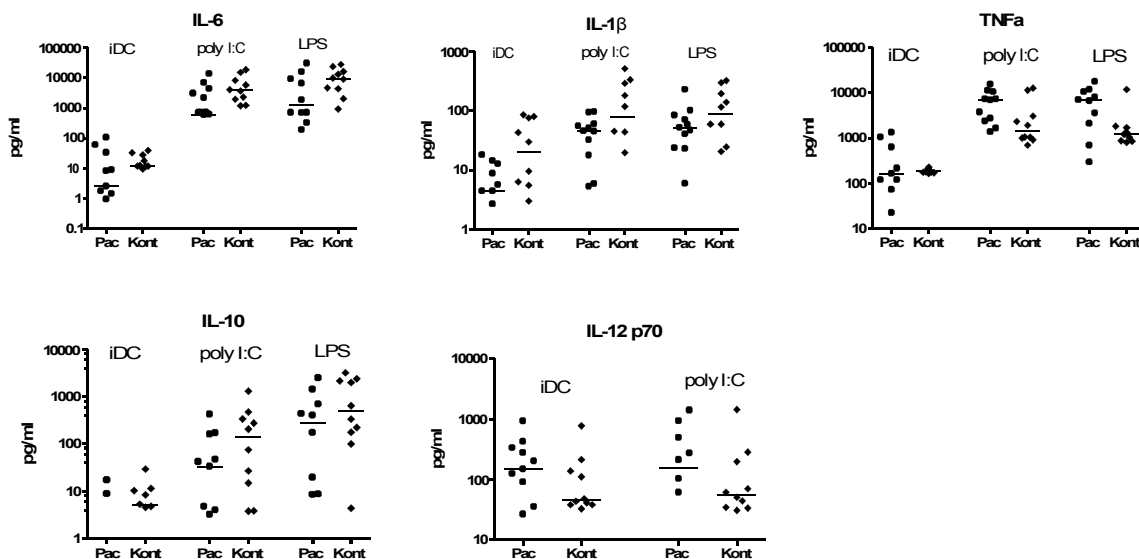 IL-6
iDC
poly I:C
LPS
pg/ml
100000
10000
1000
100
10
1
0.1
Pac Kont Pac Kont Pac Kont
IL-1β
iDC
poly I:C
LPS
pg/ml
1000
100
10
1
Pac Kont Pac Kont Pac Kont
TNFa
iDC
poly I:C
LPS
pg/ml
100000
10000
1000
100
10
Pac Kont Pac Kont Pac Kont
IL-10
iDC
poly I:C
LPS
pg/ml
10000
1000
100
10
1
Pac Kont Pac Kont Pac Kont
IL-12 p70
iDC
poly I:C
pg/ml
10000
1000
100
10
Pac Kont Pac Kont